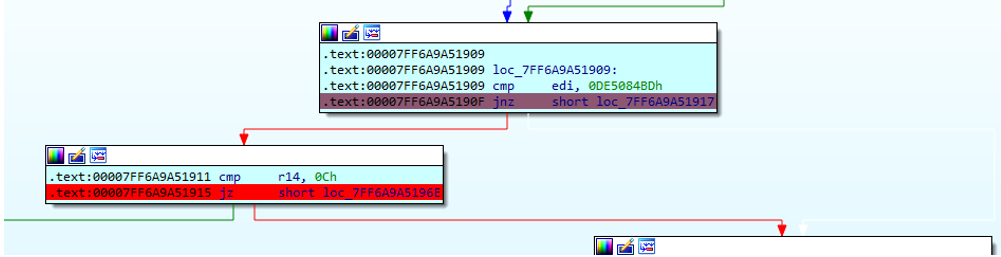 .text:00007FF6A9A51909
.text:00007FF6A9A51909 loc_7FF6A9A51909:
.text:00007FF6A9A51909 cmp     edi, 0DE5084BDh
.text:00007FF6A9A5190F jnz     short loc_7FF6A9A51917
.text:00007FF6A9A51911 cmp     r14, 0Ch
.text:00007FF6A9A51915 jz      short loc_7FF6A9A5196E